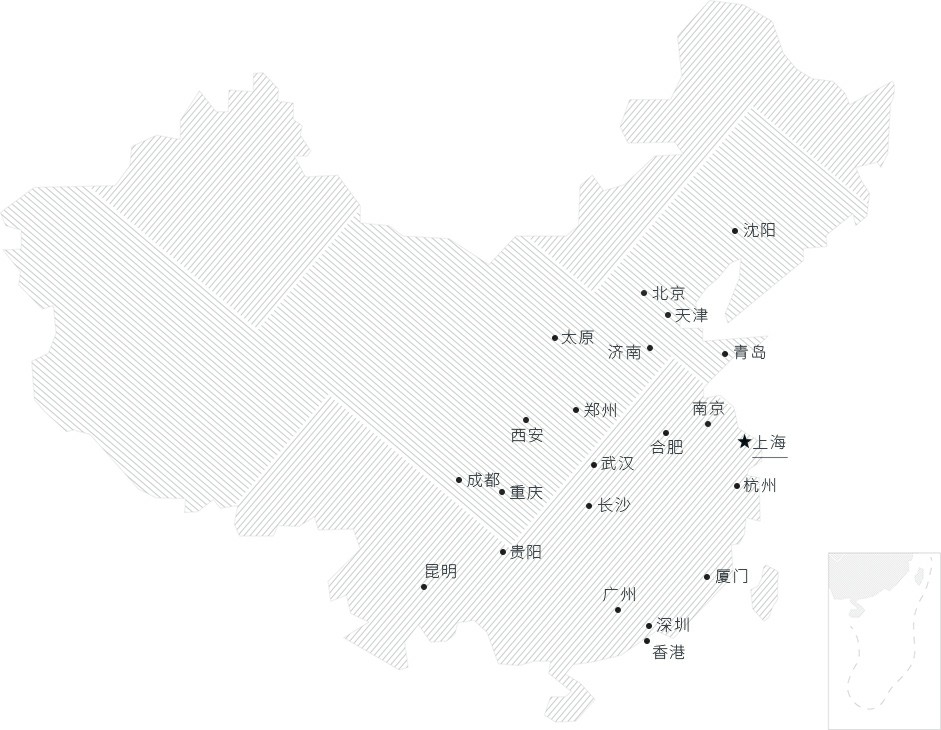 沈阳
北京
天津
太原
济南
青岛
郑州
南京
西安
合肥
上海
武汉
成都
重庆
杭州
长沙
贵阳
昆明
厦门
广州
深圳
香港